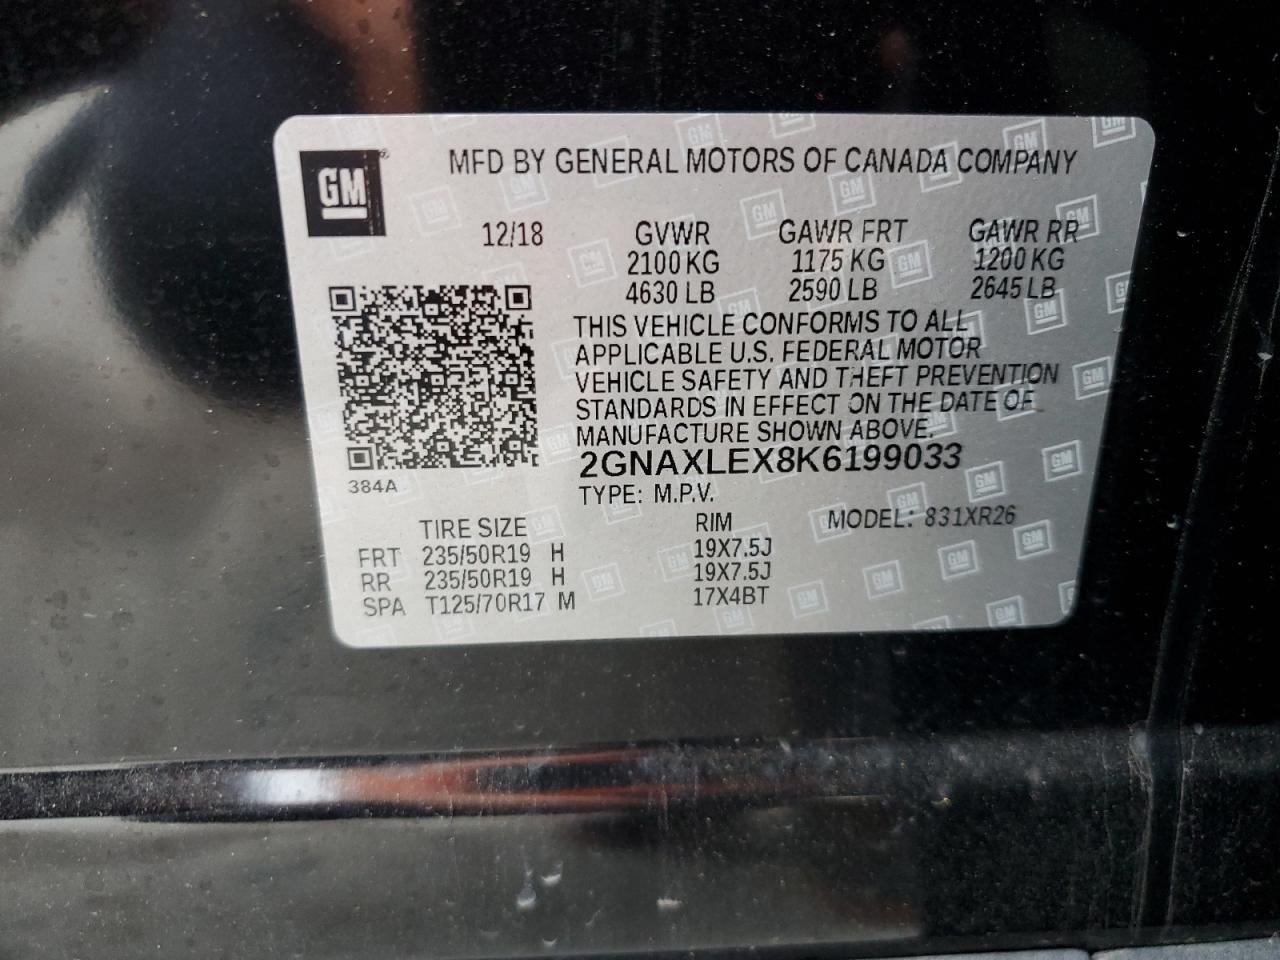 GM
MFD BY GENERAL MOTORS OF CANADA COMPANY
12/18 GVWR GAWR FRT GAWR RR
2100 KG 1175 KG 1200 KG
4630 LB 2590 LB 2645 LB
THIS VEHICLE CONFORMS TO ALL
APPLICABLE U.S. FEDERAL MOTOR
VEHICLE SAFETY AND THEFT PREVENTION
STANDARDS IN EFFECT ON THE DATE OF
MANUFACTURE SHOWN ABOVE.
2GNAXLEX8K6199033
384A
TYPE: M.P.V.
TIRE SIZE RIM MODEL: 831XR26
FRT 235/50R19 H 19X7.5J
RR 235/50R19 H 19X7.5J
SPA T125/70R17 M 17X4BT